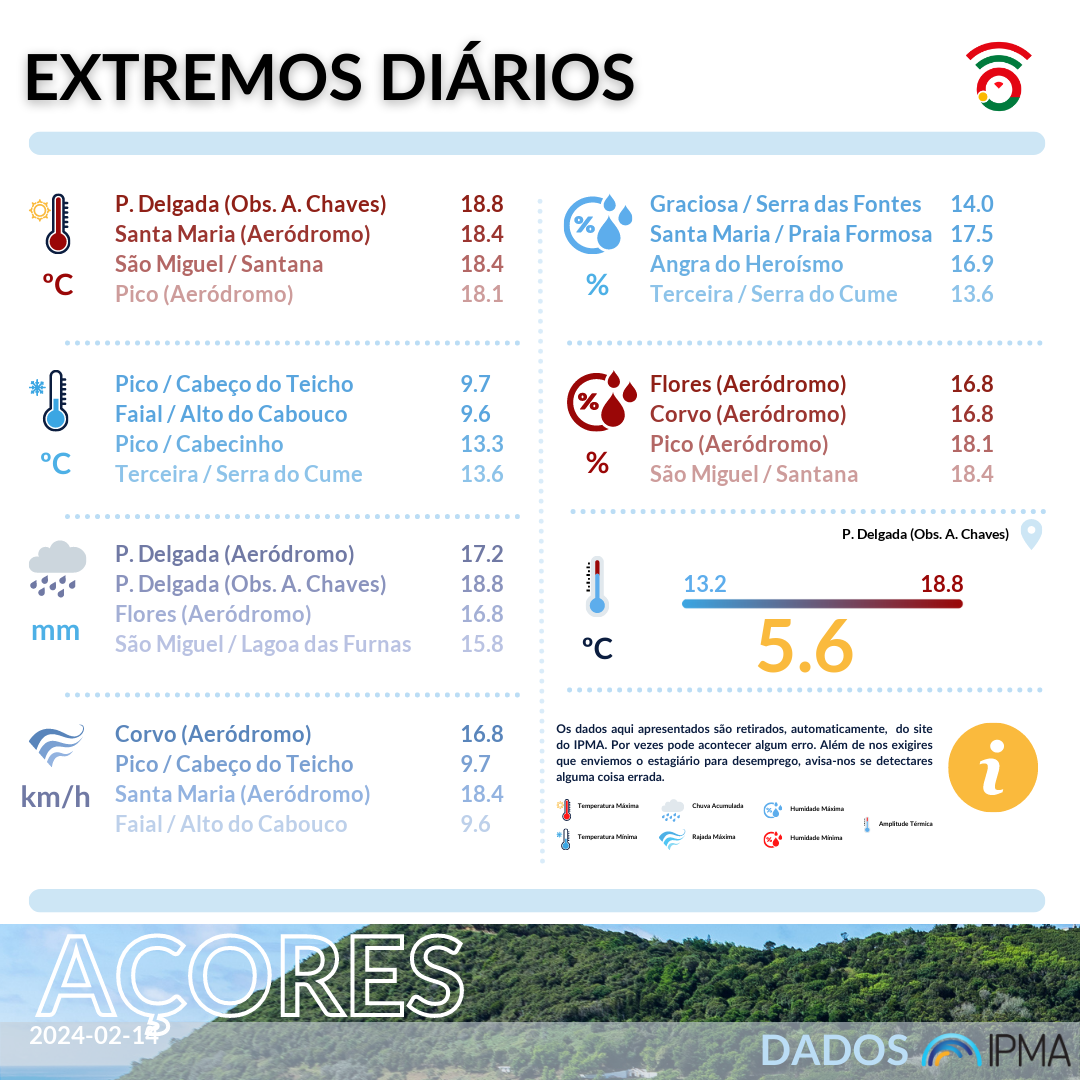 EXTREMOS DIÁRIOS
P. Delgada (Obs. A. Chaves) 18.8
Santa Maria (Aeródromo) 18.4
São Miguel / Santana 18.4
Pico (Aeródromo) 18.1
ºC
Pico / Cabeço do Teicho 9.7
Faial / Alto do Cabouco 9.6
Pico / Cabecinho 13.3
Terceira / Serra do Cume 13.6
ºC
P. Delgada (Aeródromo) 17.2
P. Delgada (Obs. A. Chaves) 18.8
Flores (Aeródromo) 16.8
São Miguel / Lagoa das Furnas 15.8
mm
Corvo (Aeródromo) 16.8
Pico / Cabeço do Teicho 9.7
Santa Maria (Aeródromo) 18.4
Faial / Alto do Cabouco 9.6
km/h
Graciosa / Serra das Fontes 14.0
Santa Maria / Praia Formosa 17.5
Angra do Heroísmo 16.9
Terceira / Serra do Cume 13.6
%
%
Flores (Aeródromo) 16.8
Corvo (Aeródromo) 16.8
Pico (Aeródromo) 18.1
São Miguel / Santana 18.4
%
%
P. Delgada (Obs. A. Chaves)
13.2 18.8
5.6
ºC
Os dados aqui apresentados são retirados, automaticamente, do site
do IPMA. Por vezes pode acontecer algum erro. Além de nos exigires
que enviemos o estagiário para desemprego, avisa-nos se detectares
alguma coisa errada.
i
Temperatura Máxima
Chuva Acumulada
Humidade Máxima
Amplitude Térmica
Temperatura Mínima
Rajada Máxima
Humidade Mínima
AÇORES
2024-02-14
DADOS IPMA